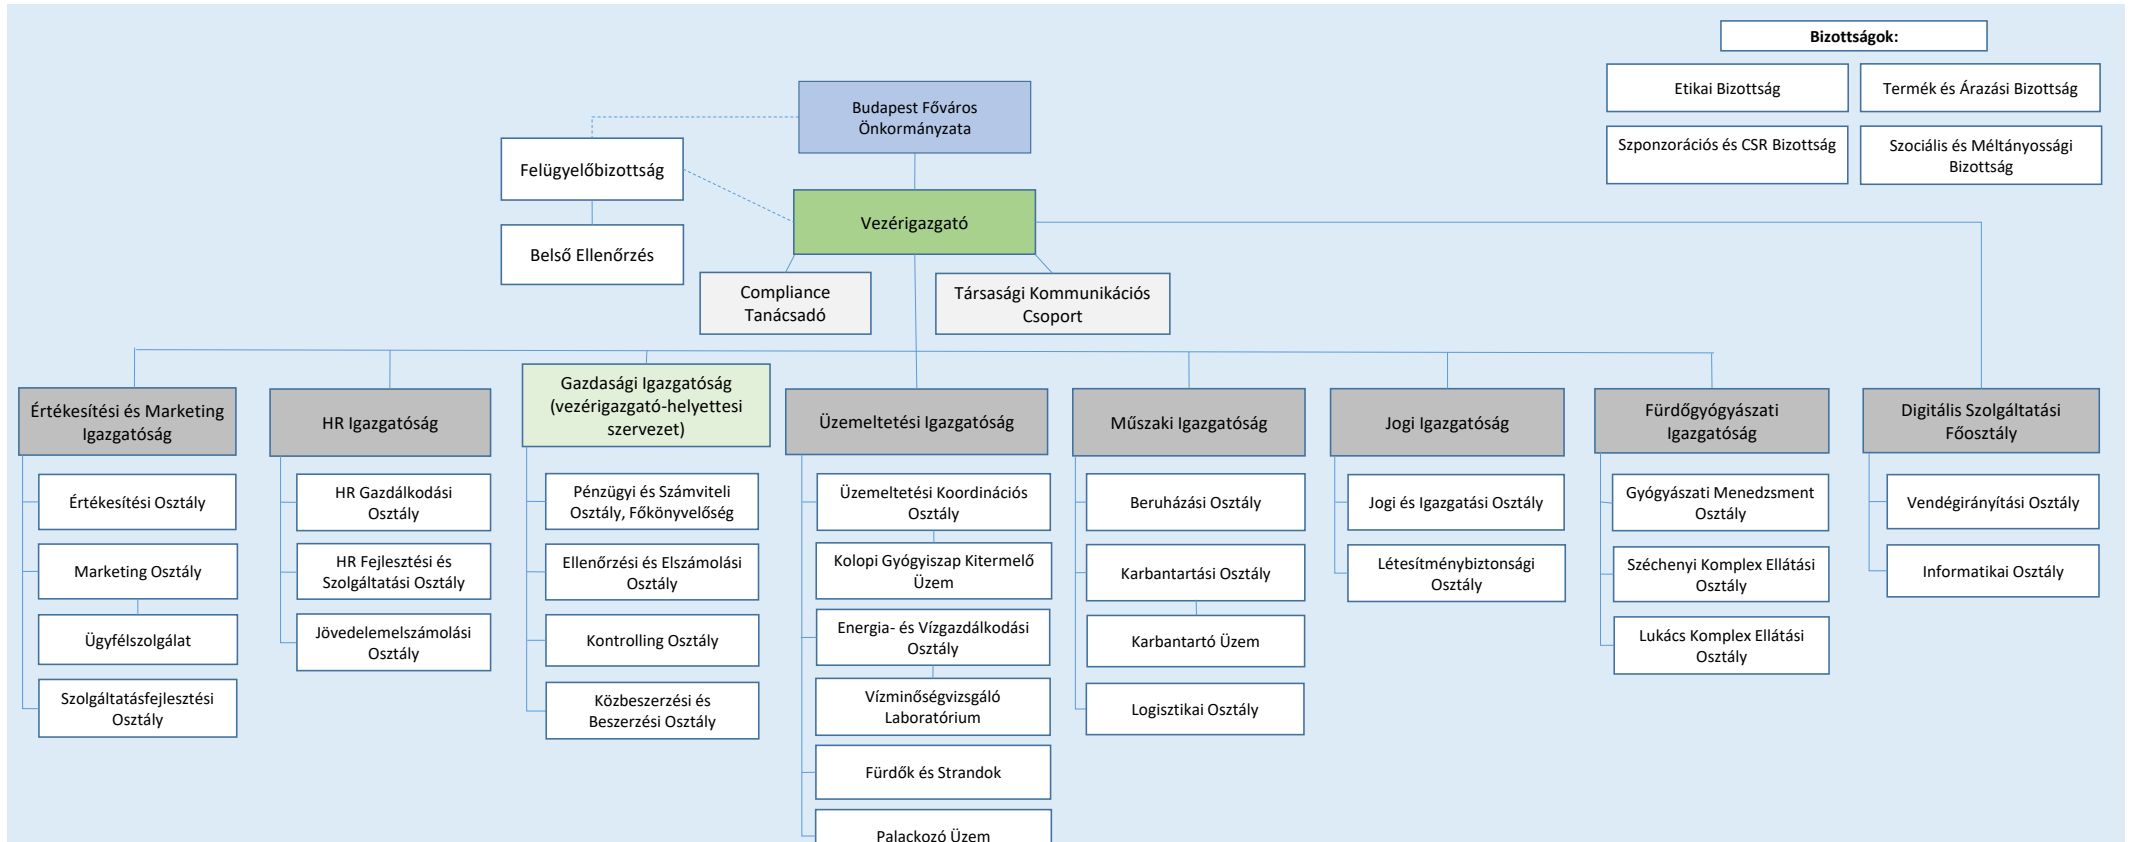 Bizottságok:
Etikai Bizottság
Termék és Árazási Bizottság
Szponzorációs és CSR Bizottság
Szociális és Méltányossági
Bizottság
Budapest Főváros
Önkormányzata
Felügyelőbizottság
Vezérigazgató
Belső Ellenőrzés
Compliance
Tanácsadó
Társasági Kommunikációs
Csoport
Értékesítési és Marketing
Igazgatóság
Értékesítési Osztály
Marketing Osztály
Ügyfélszolgálat
Szolgáltatásfejlesztési
Osztály
HR Igazgatóság
HR Gazdálkodási
Osztály
HR Fejlesztési és
Szolgáltatási Osztály
Jövedelemelszámolási
Osztály
Gazdasági Igazgatóság
(vezérigazgató-helyettesi
szervezet)
Pénzügyi és Számviteli
Osztály, Főkönyvelőség
Ellenőrzési és Elszámolási
Osztály
Kontrolling Osztály
Közbeszerzési és
Beszerzési Osztály
Üzemeltetési Igazgatóság
Üzemeltetési Koordinációs
Osztály
Kolopi Gyógyiszap Kitermelő
Üzem
Energia- és Vízgazdálkodási
Osztály
Vízminőségvizsgáló
Laboratórium
Fürdők és Strandok
Palackozó Üzem
Műszaki Igazgatóság
Beruházási Osztály
Karbantartási Osztály
Karbantartó Üzem
Logisztikai Osztály
Jogi Igazgatóság
Jogi és Igazgatási Osztály
Létesítménybiztonsági
Osztály
Fürdőgyógyászati
Igazgatóság
Gyógyászati Menedzsment
Osztály
Széchenyi Komplex Ellátási
Osztály
Lukács Komplex Ellátási
Osztály
Digitális Szolgáltatási
Főosztály
Vendégirányítási Osztály
Informatikai Osztály